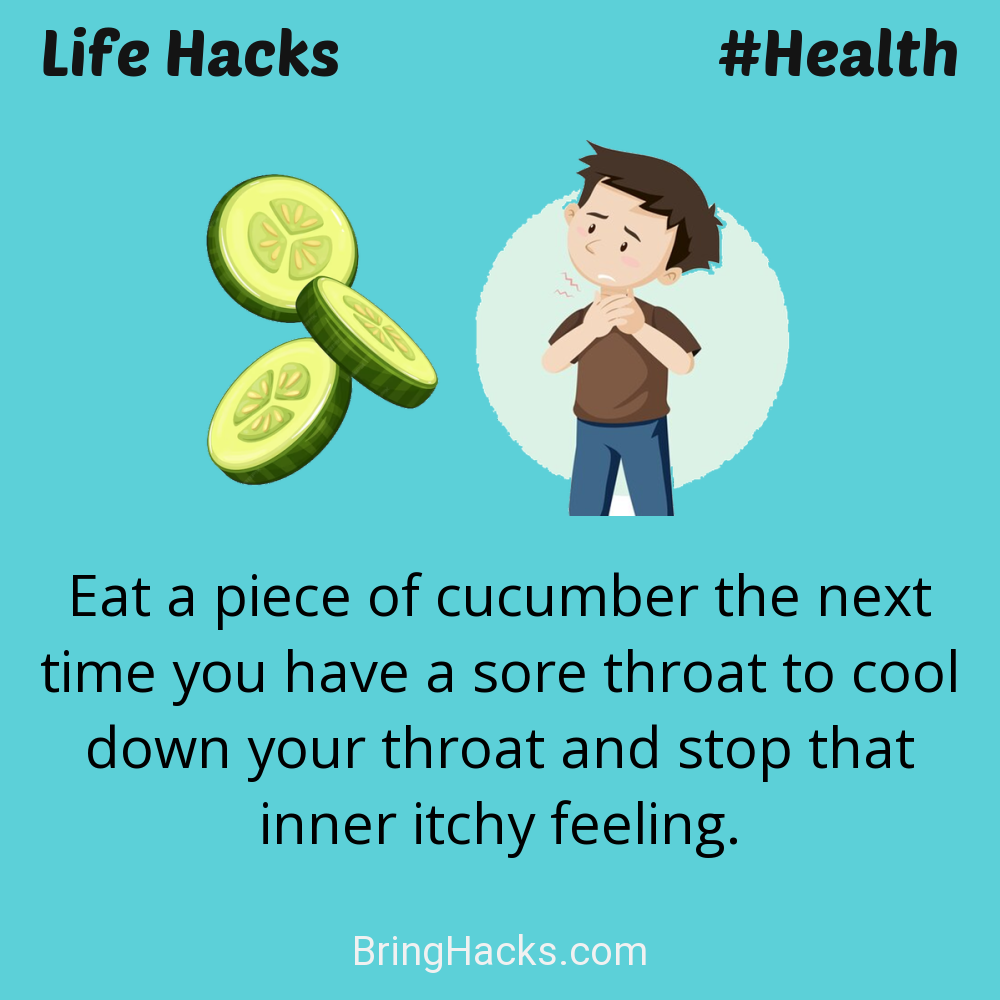 Life Hacks
#Health
Eat a piece of cucumber the next
time you have a sore throat to cool
down your throat and stop that
inner itchy feeling.
BringHacks.com